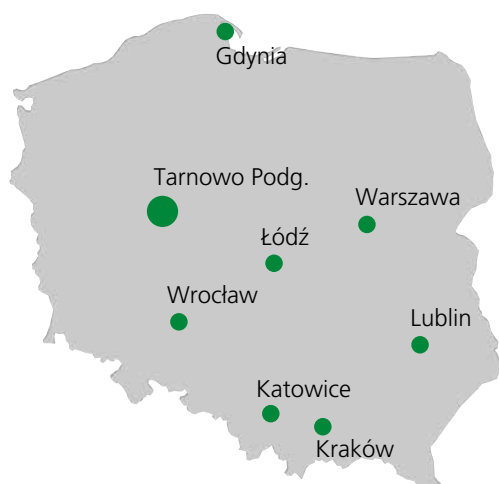 Gdynia
Tarnowo Podg.
Warszawa
Łódź
Wrocław
Lublin
Katowice
Kraków